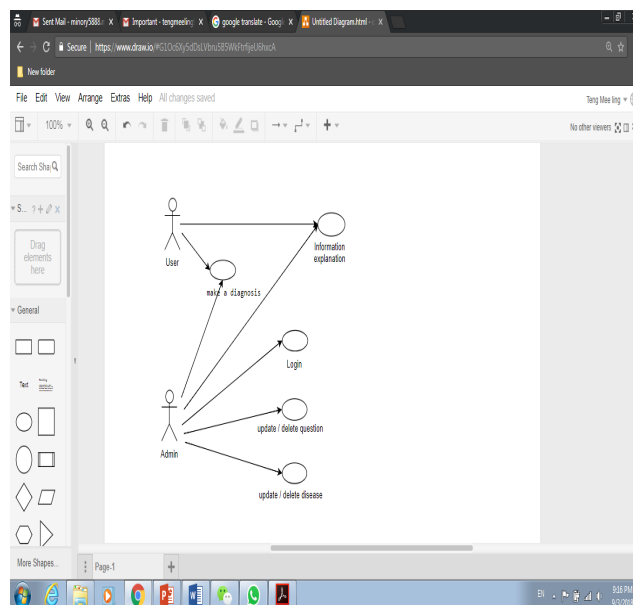 Sent Mail - minory5888.
Important - tengmeeling
google translate - Goog
Untitled Diagram.html - 
Secure | https://www.draw.io/
New folder
File Edit View Arrange Extras Help All changes saved
Teng Mee ling
100%
No other viewers
Search Sha
S...
Drag
elements
here
General
Text
User
Information
explanation
make a diagnosis
Login
Admin
update / delete question
update / delete disease
More Shapes...
Page-1
EN
9:16 PM